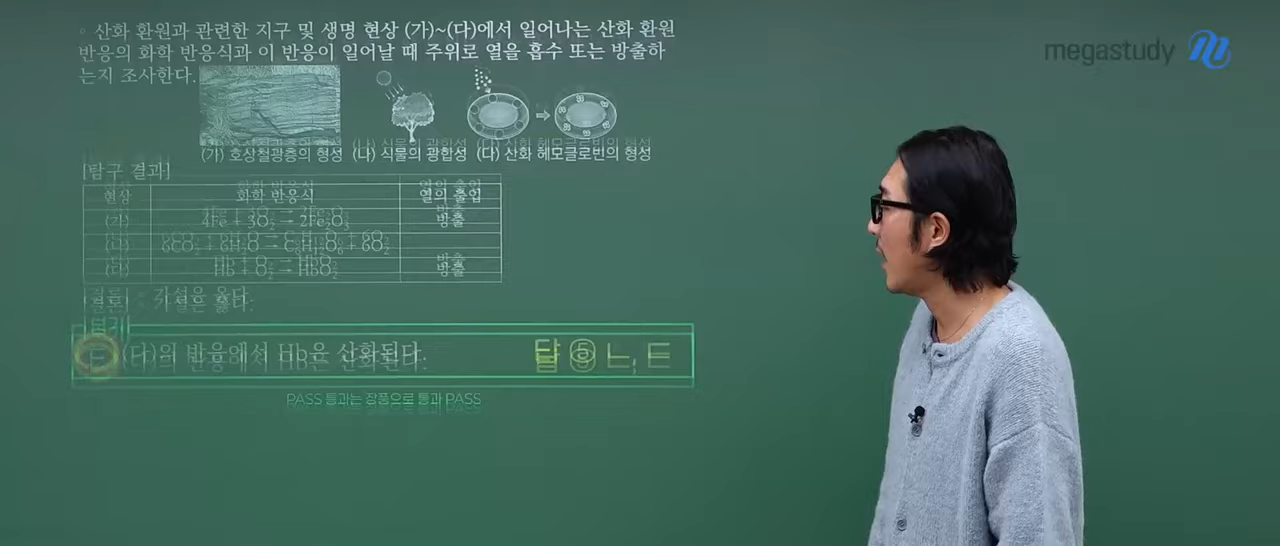 ◦ 산화 환원과 관련한 지구 및 생명 현상 (가)~(다)에서 일어나는 산화 환원
반응의 화학 반응식과 이 반응이 일어날 때 주위로 열을 흡수 또는 방출하
는지 조사한다.
megastudy
(가) 호상철광층의 형성 (나) 식물의 광합성 (다) 산화 헤모글로빈의 형성
[탐구 결과]
현상 화학 반응식 열의 출입
(가) 4Fe + 3O₂ → 2Fe₂O₃ 방출
(나) 6CO₂ + 6H₂O → C₆H₁₂O₆ + 6O₂
(다) Hb + O₂ → HbO₂ 방출
[결론] ◦ 가설은 옳다.
[보기]
ㄷ (다)의 반응에서 Hb은 산화된다. 답 ⑤ ㄴ, ㄷ
PASS 통과는 장풍으로 통과 PASS